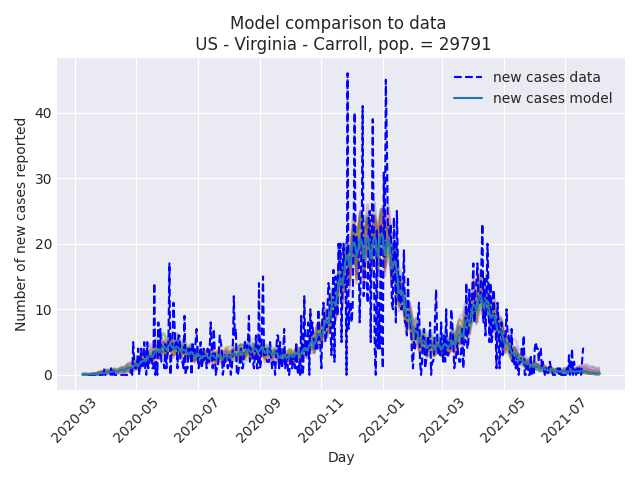 Model comparison to data
US - Virginia - Carroll, pop. = 29791
new cases data
new cases model
Number of new cases reported
40
30
20
10
0
2020-03
2020-05
2020-07
2020-09
2020-11
2021-01
2021-03
2021-05
2021-07
Day